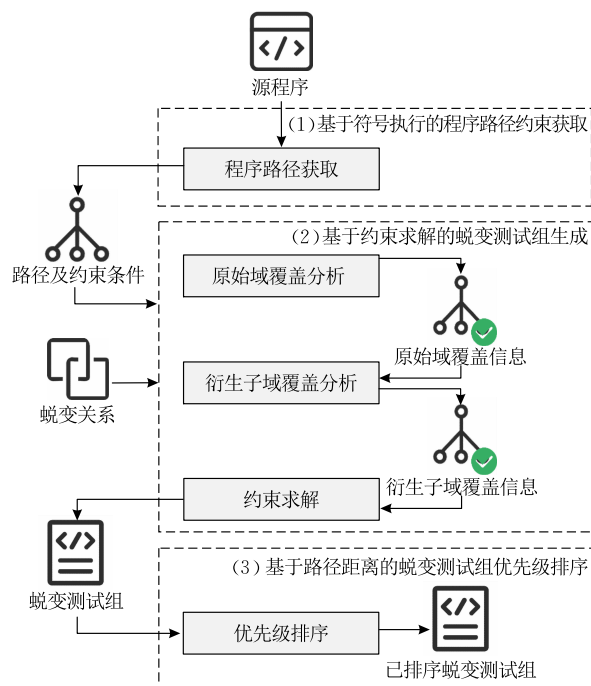 源程序
(1)基于符号执行的程序路径约束获取
程序路径获取
路径及约束条件
(2)基于约束求解的蜕变测试组生成
原始域覆盖分析
原始域覆盖信息
蜕变关系
衍生子域覆盖分析
衍生子域覆盖信息
约束求解
蜕变测试组
(3)基于路径距离的蜕变测试组优先级排序
优先级排序
已排序蜕变测试组